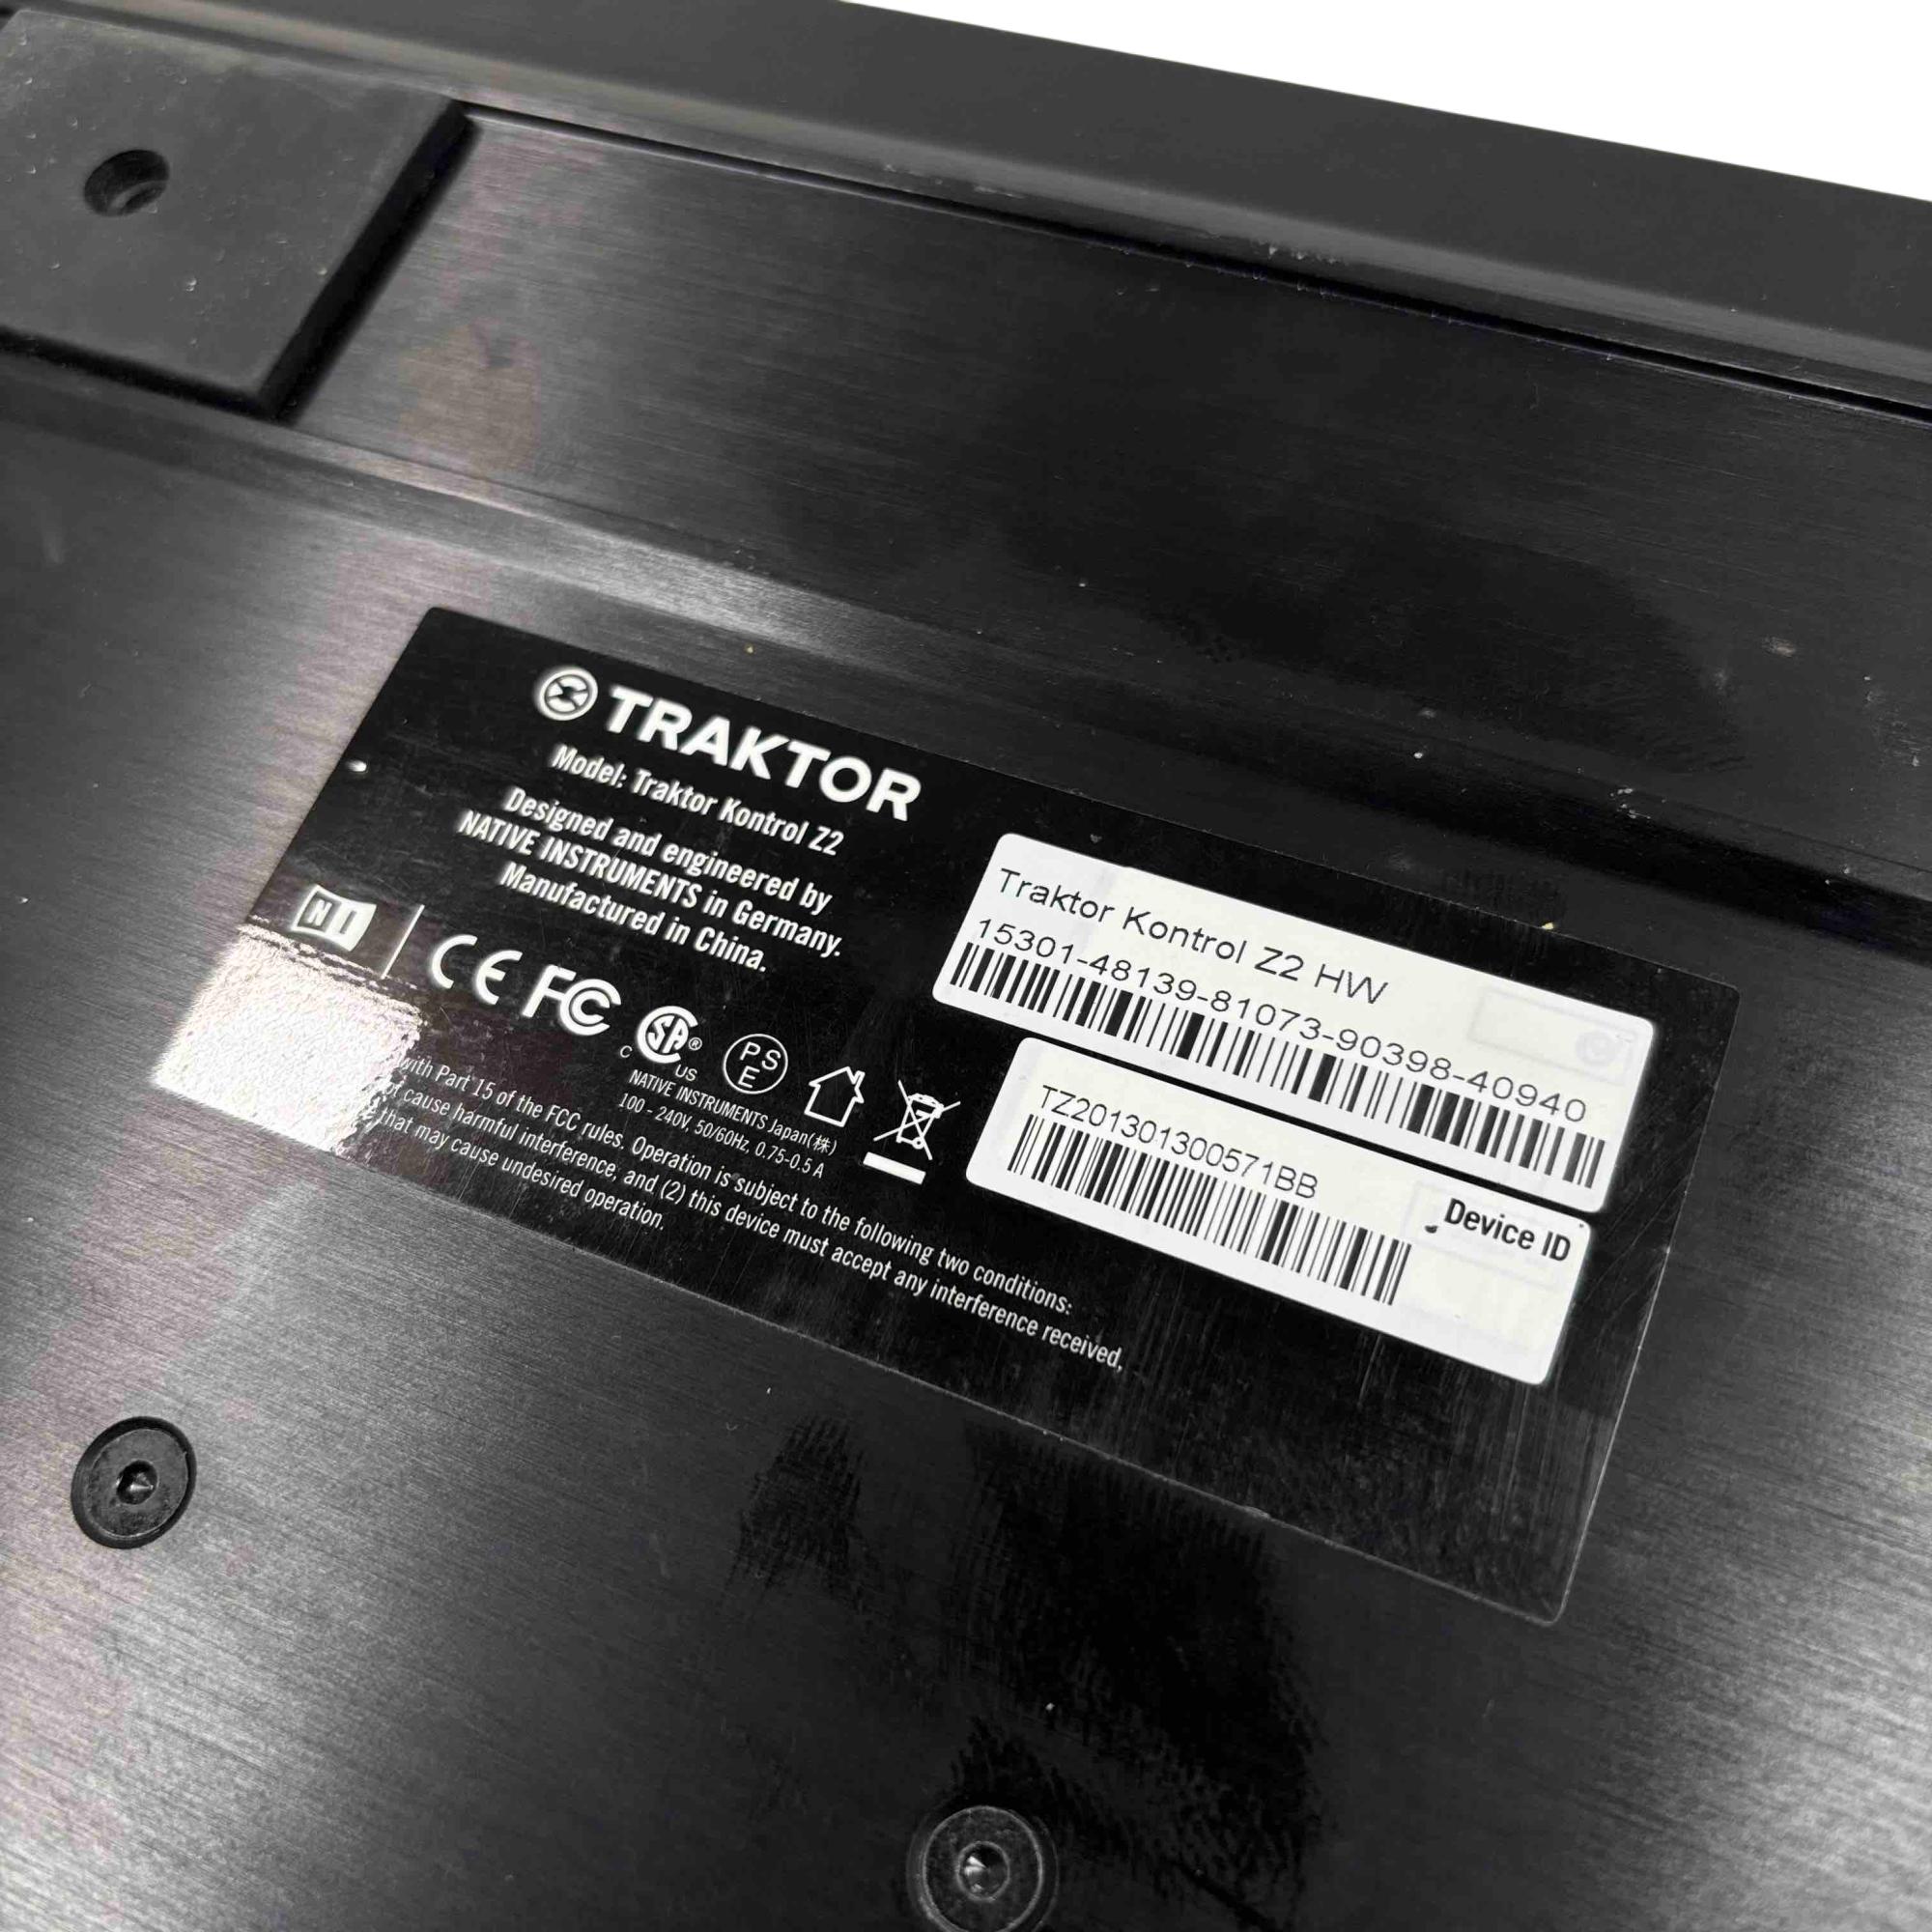 TRAKTOR
Model: Traktor Kontrol Z2
Designed and engineered by
NATIVE INSTRUMENTS in Germany.
Manufactured in China.
NI
CE FC
C SA® US
PSE
NATIVE INSTRUMENTS Japan(株)
100 - 240V, 50/60Hz, 0.75-0.5 A
with Part 15 of the FCC rules. Operation is subject to the following two conditions:
cause harmful interference, and (2) this device must accept any interference received,
that may cause undesired operation.
Traktor Kontrol Z2 HW
15301-48139-81073-90398-40940
TZ201301300571BB
Device ID